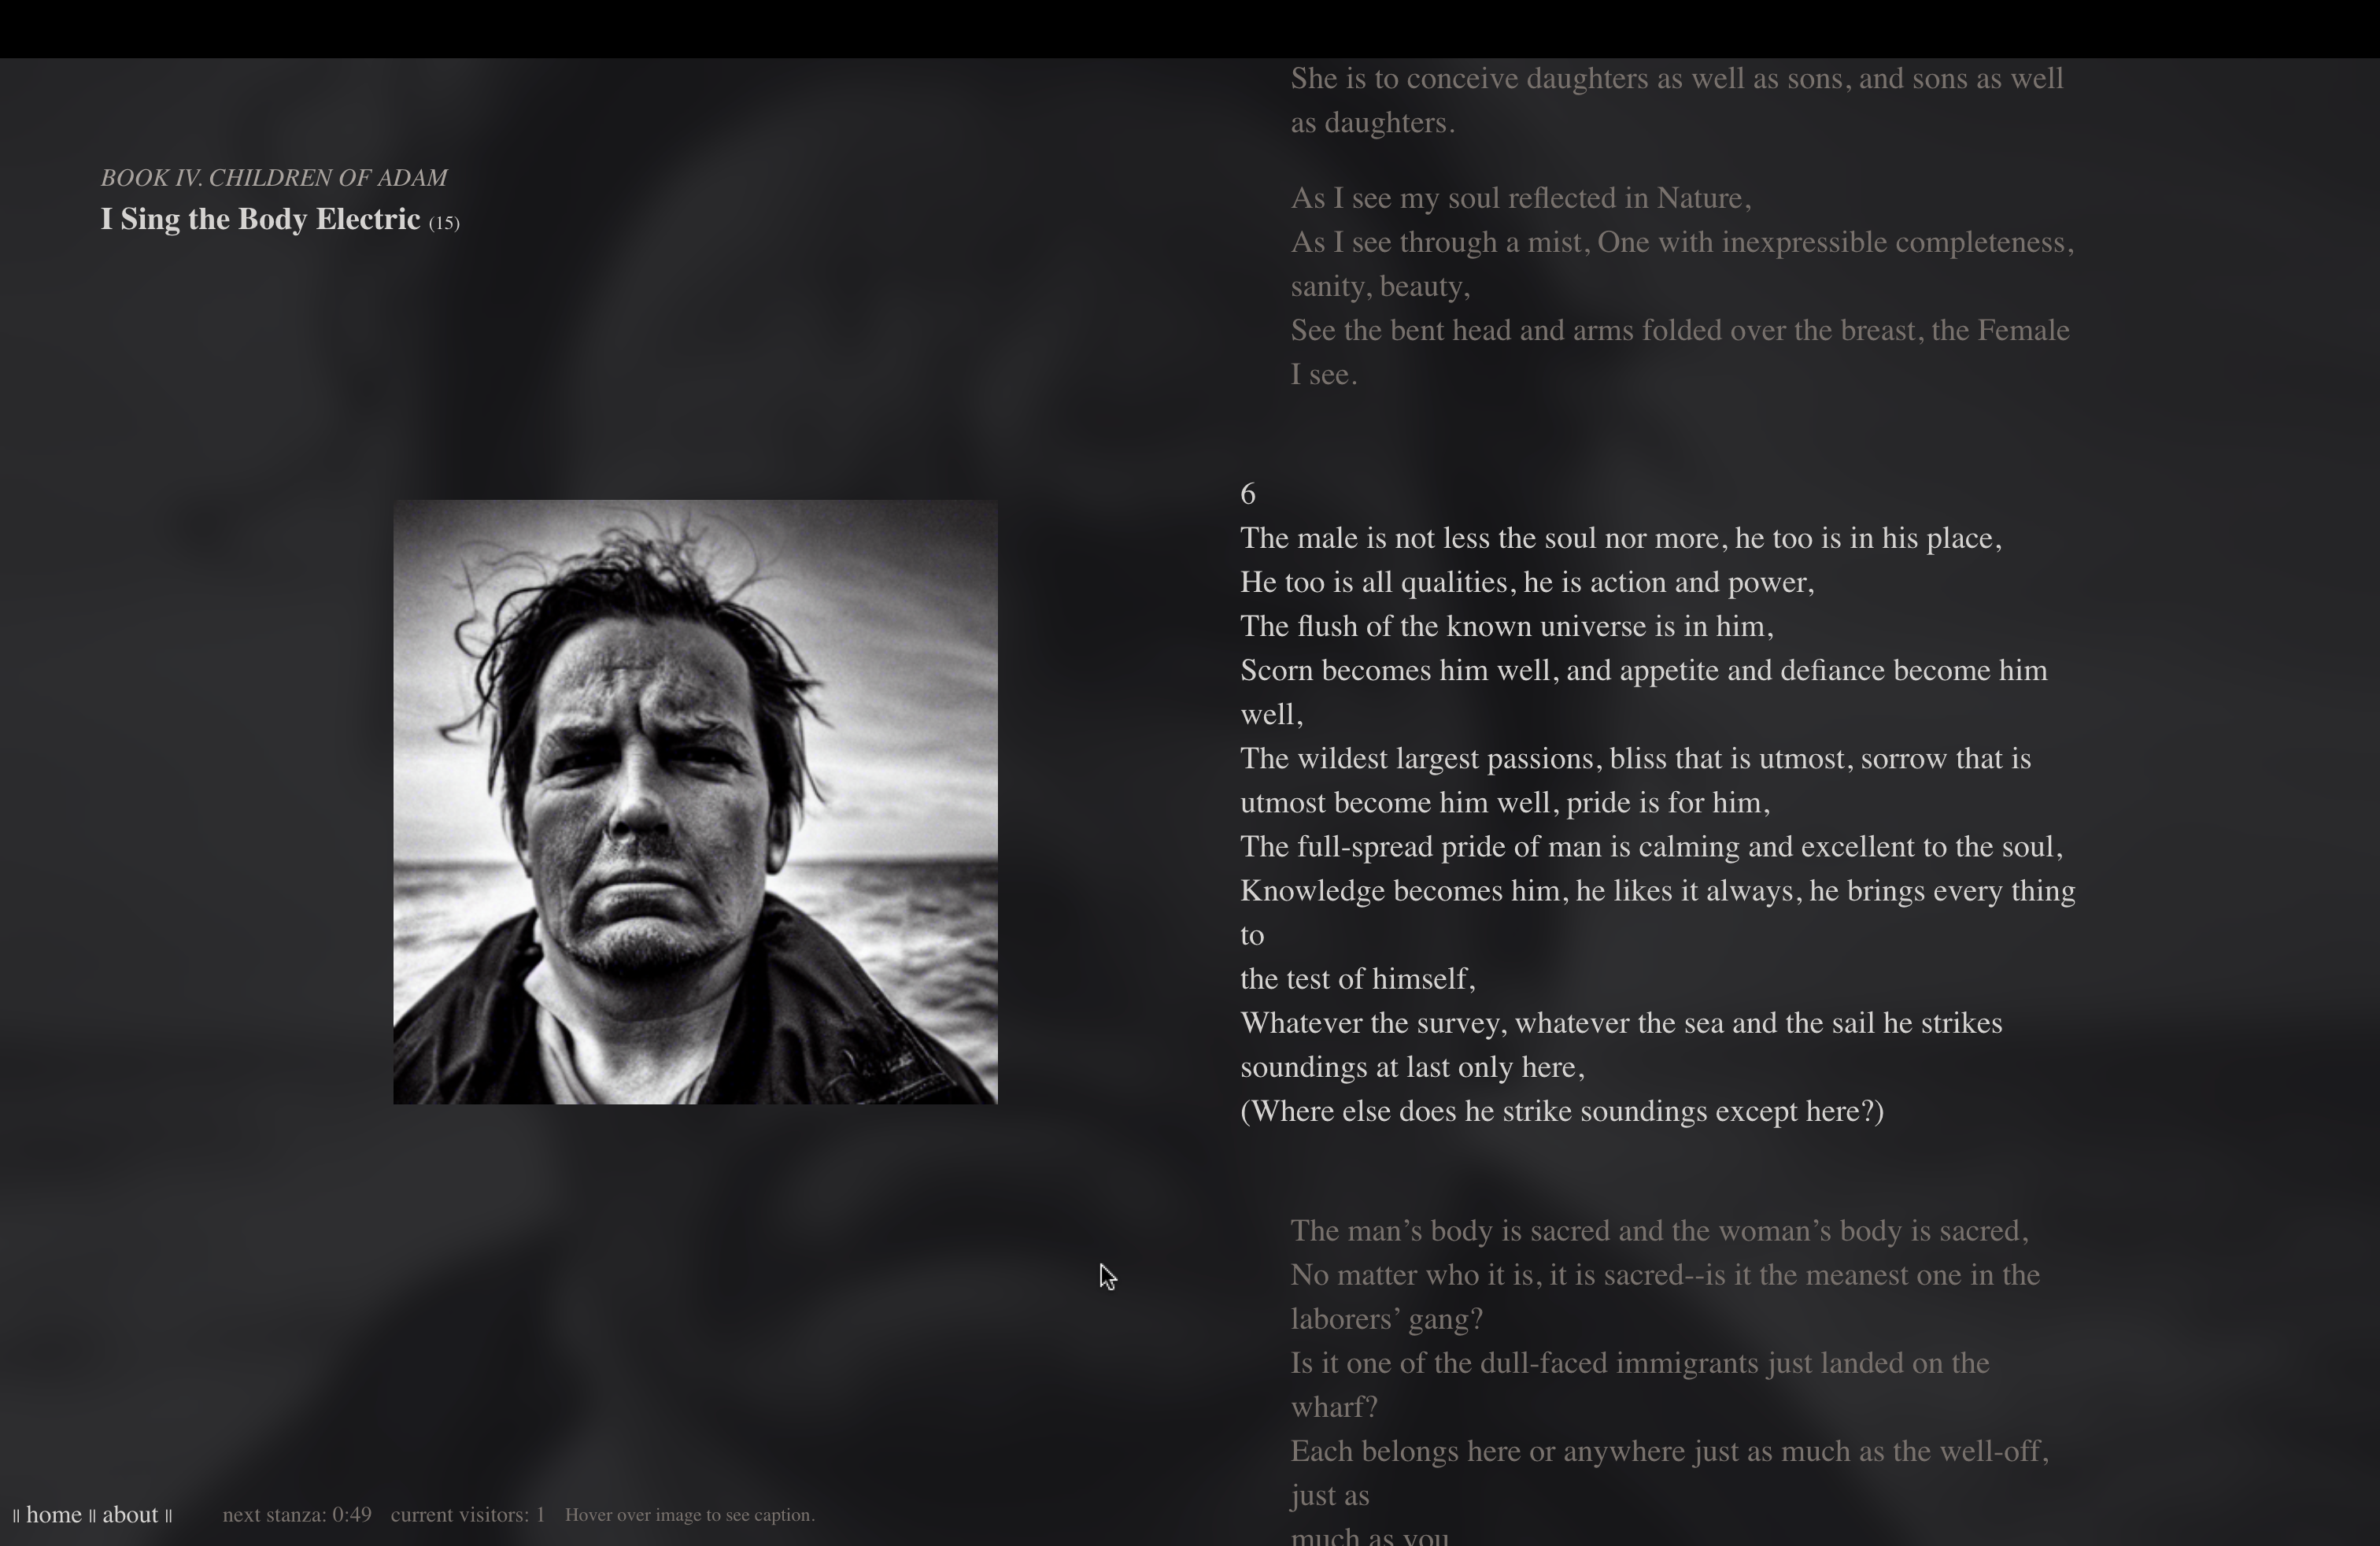 BOOK IV. CHILDREN OF ADAM
I Sing the Body Electric (15)
She is to conceive daughters as well as sons, and sons as well
as daughters.
As I see my soul reflected in Nature,
As I see through a mist, One with inexpressible completeness,
sanity, beauty,
See the bent head and arms folded over the breast, the Female
I see.
6
The male is not less the soul nor more, he too is in his place,
He too is all qualities, he is action and power,
The flush of the known universe is in him,
Scorn becomes him well, and appetite and defiance become him
well,
The wildest largest passions, bliss that is utmost, sorrow that is
utmost become him well, pride is for him,
The full-spread pride of man is calming and excellent to the soul,
Knowledge becomes him, he likes it always, he brings every thing
to
the test of himself,
Whatever the survey, whatever the sea and the sail he strikes
soundings at last only here,
(Where else does he strike soundings except here?)
The man’s body is sacred and the woman’s body is sacred,
No matter who it is, it is sacred--is it the meanest one in the
laborers’ gang?
Is it one of the dull-faced immigrants just landed on the
wharf?
Each belongs here or anywhere just as much as the well-off,
just as
much as you
|| home || about || next stanza: 0:49 current visitors: 1 Hover over image to see caption.